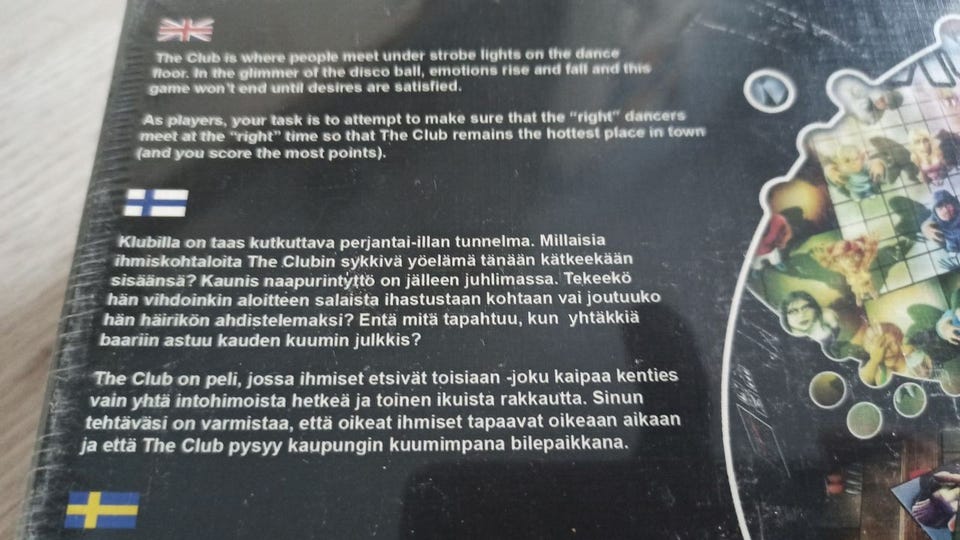 The Club is where people meet under strobe lights on the dance
floor. In the glimmer of the disco ball, emotions rise and fall and this
game won't end until desires are satisfied.
As players, your task is to attempt to make sure that the "right" dancers
meet at the "right" time so that The Club remains the hottest place in town
(and you score the most points).
Klubilla on taas kutkuttava perjantai-illan tunnelma. Millaisia
ihmiskohtaloita The Clubin sykkivä yöelämä tänään kätkeekään
sisäänsä? Kaunis naapurintyttö on jälleen juhlimassa. Tekeekö
hän vihdoinkin aloitteen salaista ihastustaan kohtaan vai joutuuko
hän häirikön ahdistelemaksi? Entä mitä tapahtuu, kun yhtäkkiä
baariin astuu kauden kuumin julkkis?
The Club on peli, jossa ihmiset etsivät toisiaan -joku kaipaa kenties
vain yhtä intohimoista hetkeä ja toinen ikuista rakkautta. Sinun
tehtäväsi on varmistaa, että oikeat ihmiset tapaavat oikeaan aikaan
ja että The Club pysyy kaupungin kuumimpana bilepaikkana.